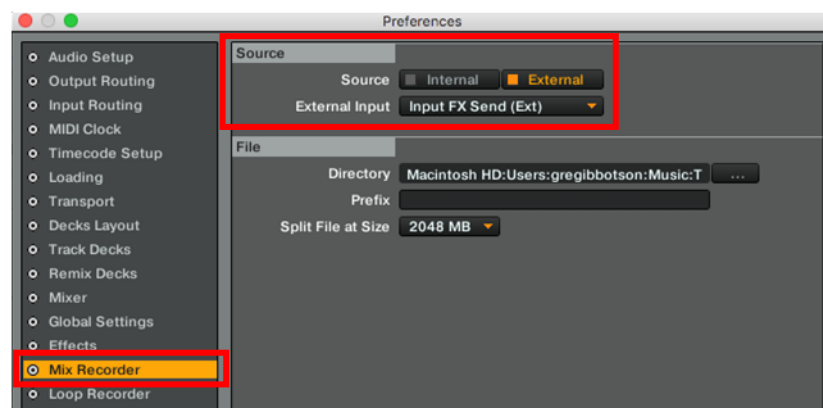 Preferences
Audio Setup
Output Routing
Input Routing
MIDI Clock
Timecode Setup
Loading
Transport
Decks Layout
Track Decks
Remix Decks
Mixer
Global Settings
Effects
Mix Recorder
Loop Recorder
Source
Source Internal External
External Input Input FX Send (Ext)
File
Directory Macintosh HD:Users:gregibbotson:Music:T ...
Prefix
Split File at Size 2048 MB